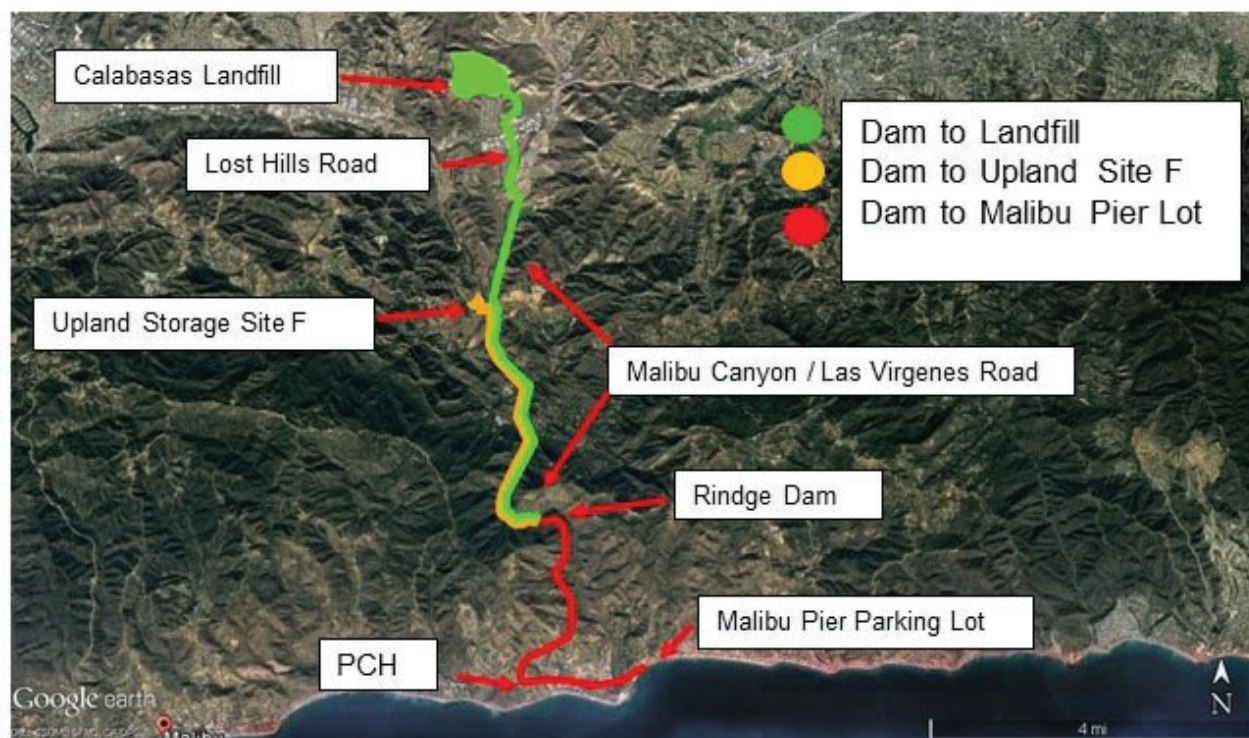 Calabasas Landfill
Lost Hills Road
Dam to Landfill
Dam to Upland Site F
Dam to Malibu Pier Lot
Upland Storage Site F
Malibu Canyon / Las Virgenes Road
Rindge Dam
Malibu Pier Parking Lot
PCH
Google earth
N
4 mi